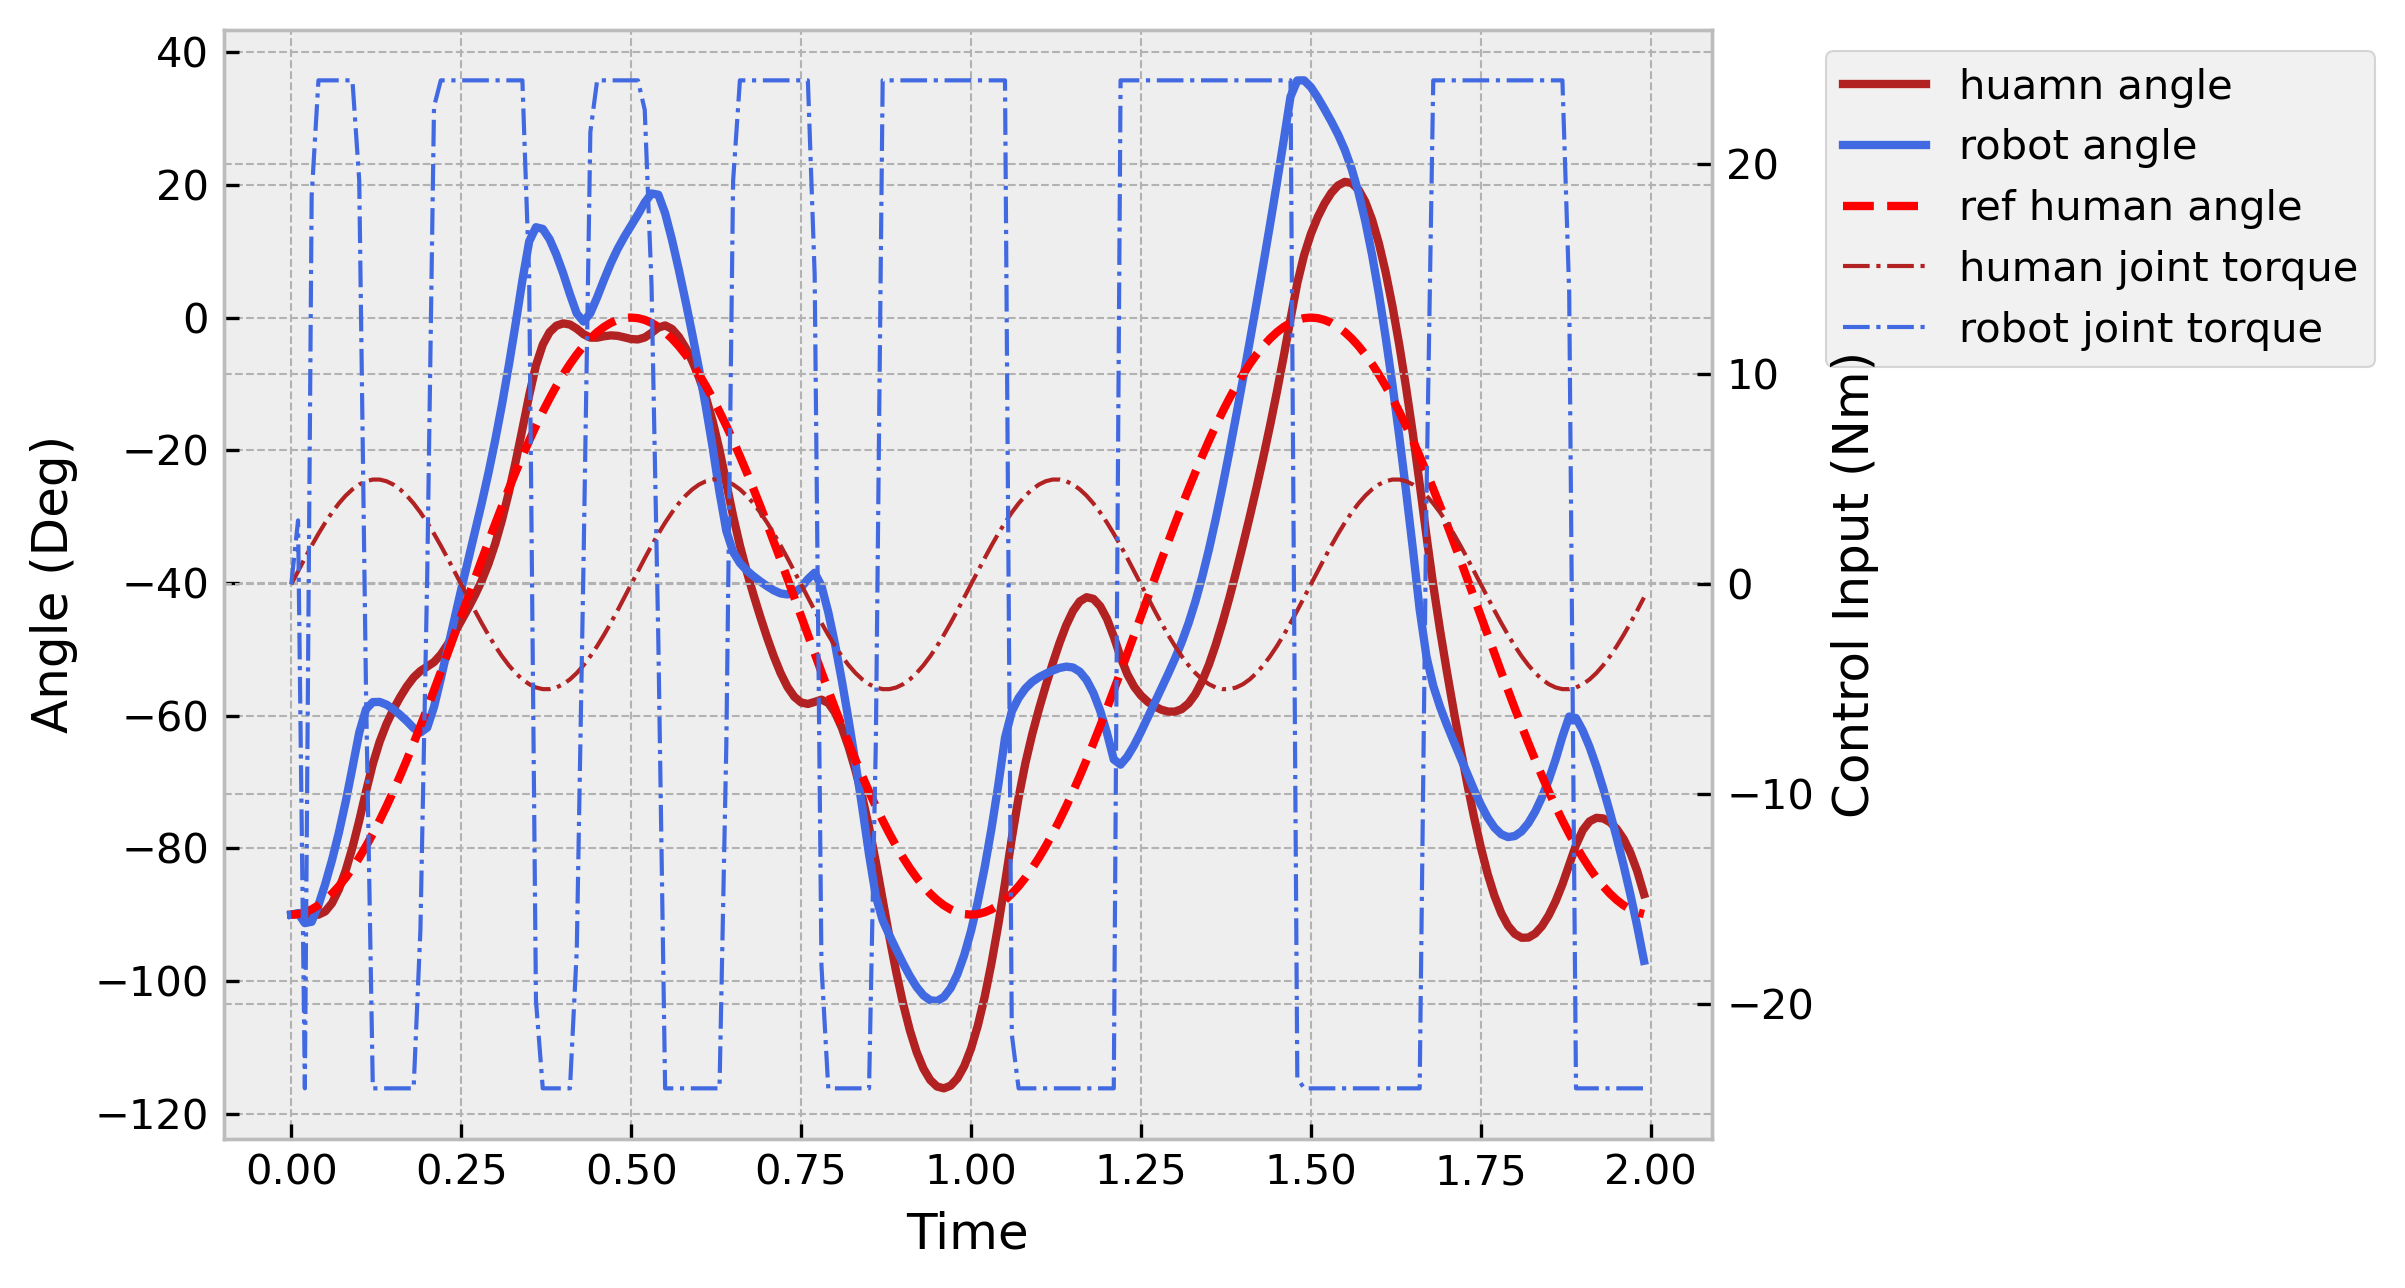 40
20
0
−20
−40
−60
−80
−100
−120
Angle (Deg)
0.00 0.25 0.50 0.75 1.00 1.25 1.50 1.75 2.00
Time
20
10
0
−10
−20
Control Input (Nm)
huamn angle
robot angle
ref human angle
human joint torque
robot joint torque